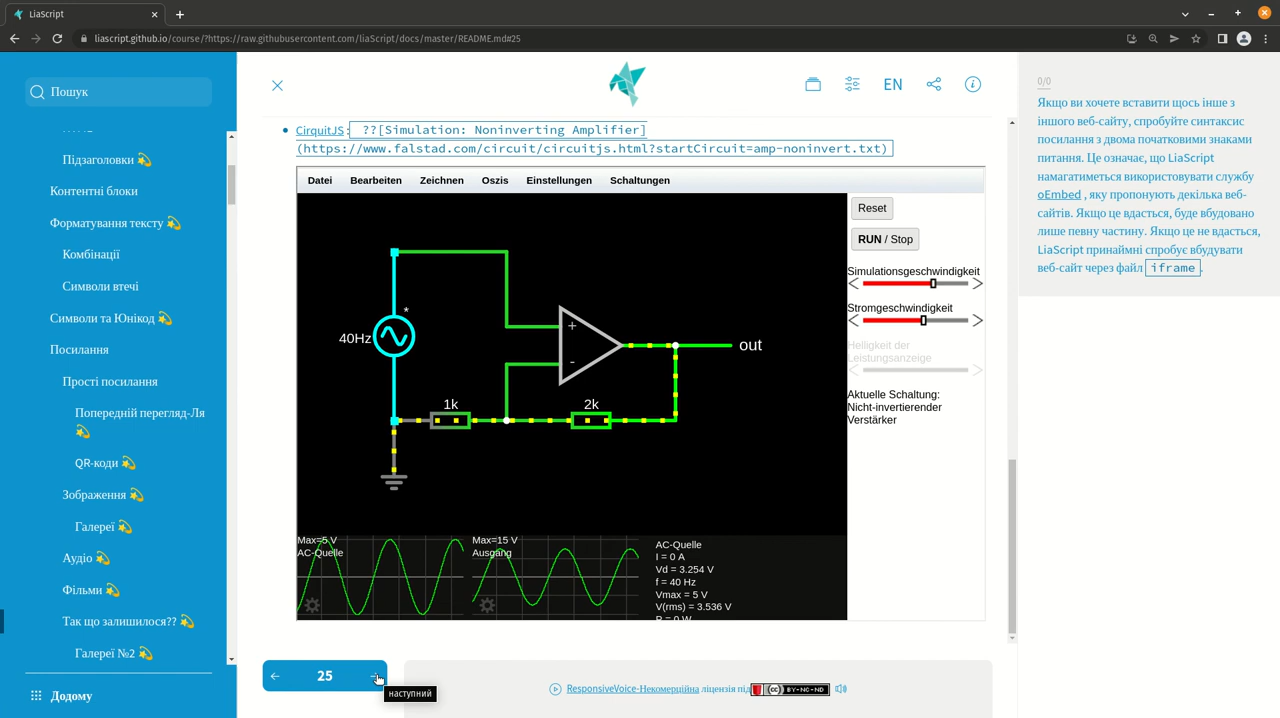 LiaScript
liascript.github.io/course/?https://raw.githubusercontent.com/liaScript/docs/master/README.md#25
Пошук
Підзаголовки 💫
Контентні блоки
Форматування тексту 💫
Комбінації
Символи втечі
Символи та Юнікод 💫
Посилання
Прості посилання
Попередній перегляд-Ля
💫
QR-коди 💫
Зображення 💫
Галереї 💫
Аудіо 💫
Фільми 💫
Так що залишилося?? 💫
Галереї №2 💫
Додому
EN
• CirquitJS: ??[Simulation: Noninverting Amplifier]
(https://www.falstad.com/circuit/circuitjs.html?startCircuit=amp-noninvert.txt)
Datei Bearbeiten Zeichnen Oszis Einstellungen Schaltungen
40Hz
*
+
-
out
1k
2k
Max=5 V
AC-Quelle
Max=15 V
Ausgang
AC-Quelle
I = 0 A
Vd = 3.254 V
f = 40 Hz
Vmax = 5 V
V(rms) = 3.536 V
P = 0 W
Reset
RUN / Stop
Simulationsgeschwindigkeit
Stromgeschwindigkeit
Helligkeit der
Leistungsanzeige
Aktuelle Schaltung:
Nicht-invertierender
Verstärker
25
наступний
ResponsiveVoice-Некомерційна ліцензія під
BY-NC-ND
0/0
Якщо ви хочете вставити щось інше з
іншого веб-сайту, спробуйте синтаксис
посилання з двома початковими знаками
питання. Це означає, що LiaScript
намагатиметься використовувати службу
oEmbed , яку пропонують декілька веб-
сайтів. Якщо це вдасться, буде вбудовано
лише певну частину. Якщо це не вдасться,
LiaScript принаймні спробує вбудувати
веб-сайт через файл iframe .